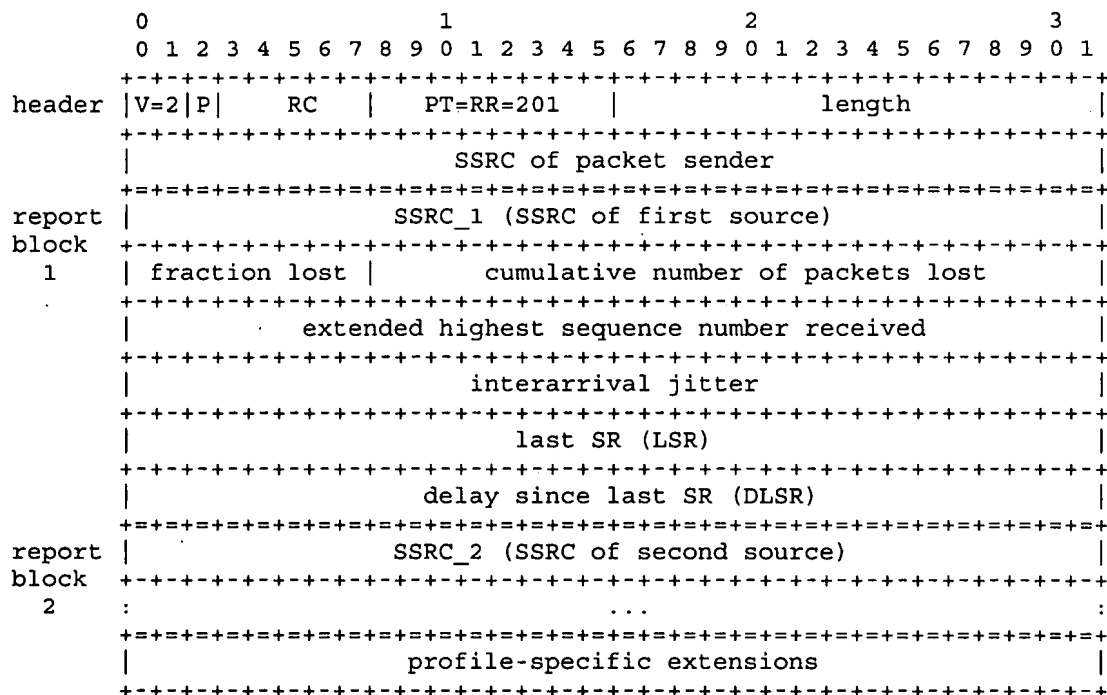 0                   1                   2                   3
        0 1 2 3 4 5 6 7 8 9 0 1 2 3 4 5 6 7 8 9 0 1 2 3 4 5 6 7 8 9 0 1
       +-+-+-+-+-+-+-+-+-+-+-+-+-+-+-+-+-+-+-+-+-+-+-+-+-+-+-+-+-+-+-+-+
header |V=2|P|    RC   |   PT=RR=201   |             length            |
       +-+-+-+-+-+-+-+-+-+-+-+-+-+-+-+-+-+-+-+-+-+-+-+-+-+-+-+-+-+-+-+-+
       |                     SSRC of packet sender                     |
       +=+=+=+=+=+=+=+=+=+=+=+=+=+=+=+=+=+=+=+=+=+=+=+=+=+=+=+=+=+=+=+=+
report |                 SSRC_1 (SSRC of first source)                 |
block  +-+-+-+-+-+-+-+-+-+-+-+-+-+-+-+-+-+-+-+-+-+-+-+-+-+-+-+-+-+-+-+-+
  1    | fraction lost |       cumulative number of packets lost       |
       +-+-+-+-+-+-+-+-+-+-+-+-+-+-+-+-+-+-+-+-+-+-+-+-+-+-+-+-+-+-+-+-+
       |           extended highest sequence number received           |
       +-+-+-+-+-+-+-+-+-+-+-+-+-+-+-+-+-+-+-+-+-+-+-+-+-+-+-+-+-+-+-+-+
       |                      interarrival jitter                      |
       +-+-+-+-+-+-+-+-+-+-+-+-+-+-+-+-+-+-+-+-+-+-+-+-+-+-+-+-+-+-+-+-+
       |                         last SR (LSR)                         |
       +-+-+-+-+-+-+-+-+-+-+-+-+-+-+-+-+-+-+-+-+-+-+-+-+-+-+-+-+-+-+-+-+
       |                   delay since last SR (DLSR)                  |
       +=+=+=+=+=+=+=+=+=+=+=+=+=+=+=+=+=+=+=+=+=+=+=+=+=+=+=+=+=+=+=+=+
report |                 SSRC_2 (SSRC of second source)                |
block  +-+-+-+-+-+-+-+-+-+-+-+-+-+-+-+-+-+-+-+-+-+-+-+-+-+-+-+-+-+-+-+-+
  2    :                               ...                             :
       +=+=+=+=+=+=+=+=+=+=+=+=+=+=+=+=+=+=+=+=+=+=+=+=+=+=+=+=+=+=+=+=+
       |                  profile-specific extensions                  |
       +-+-+-+-+-+-+-+-+-+-+-+-+-+-+-+-+-+-+-+-+-+-+-+-+-+-+-+-+-+-+-+-+